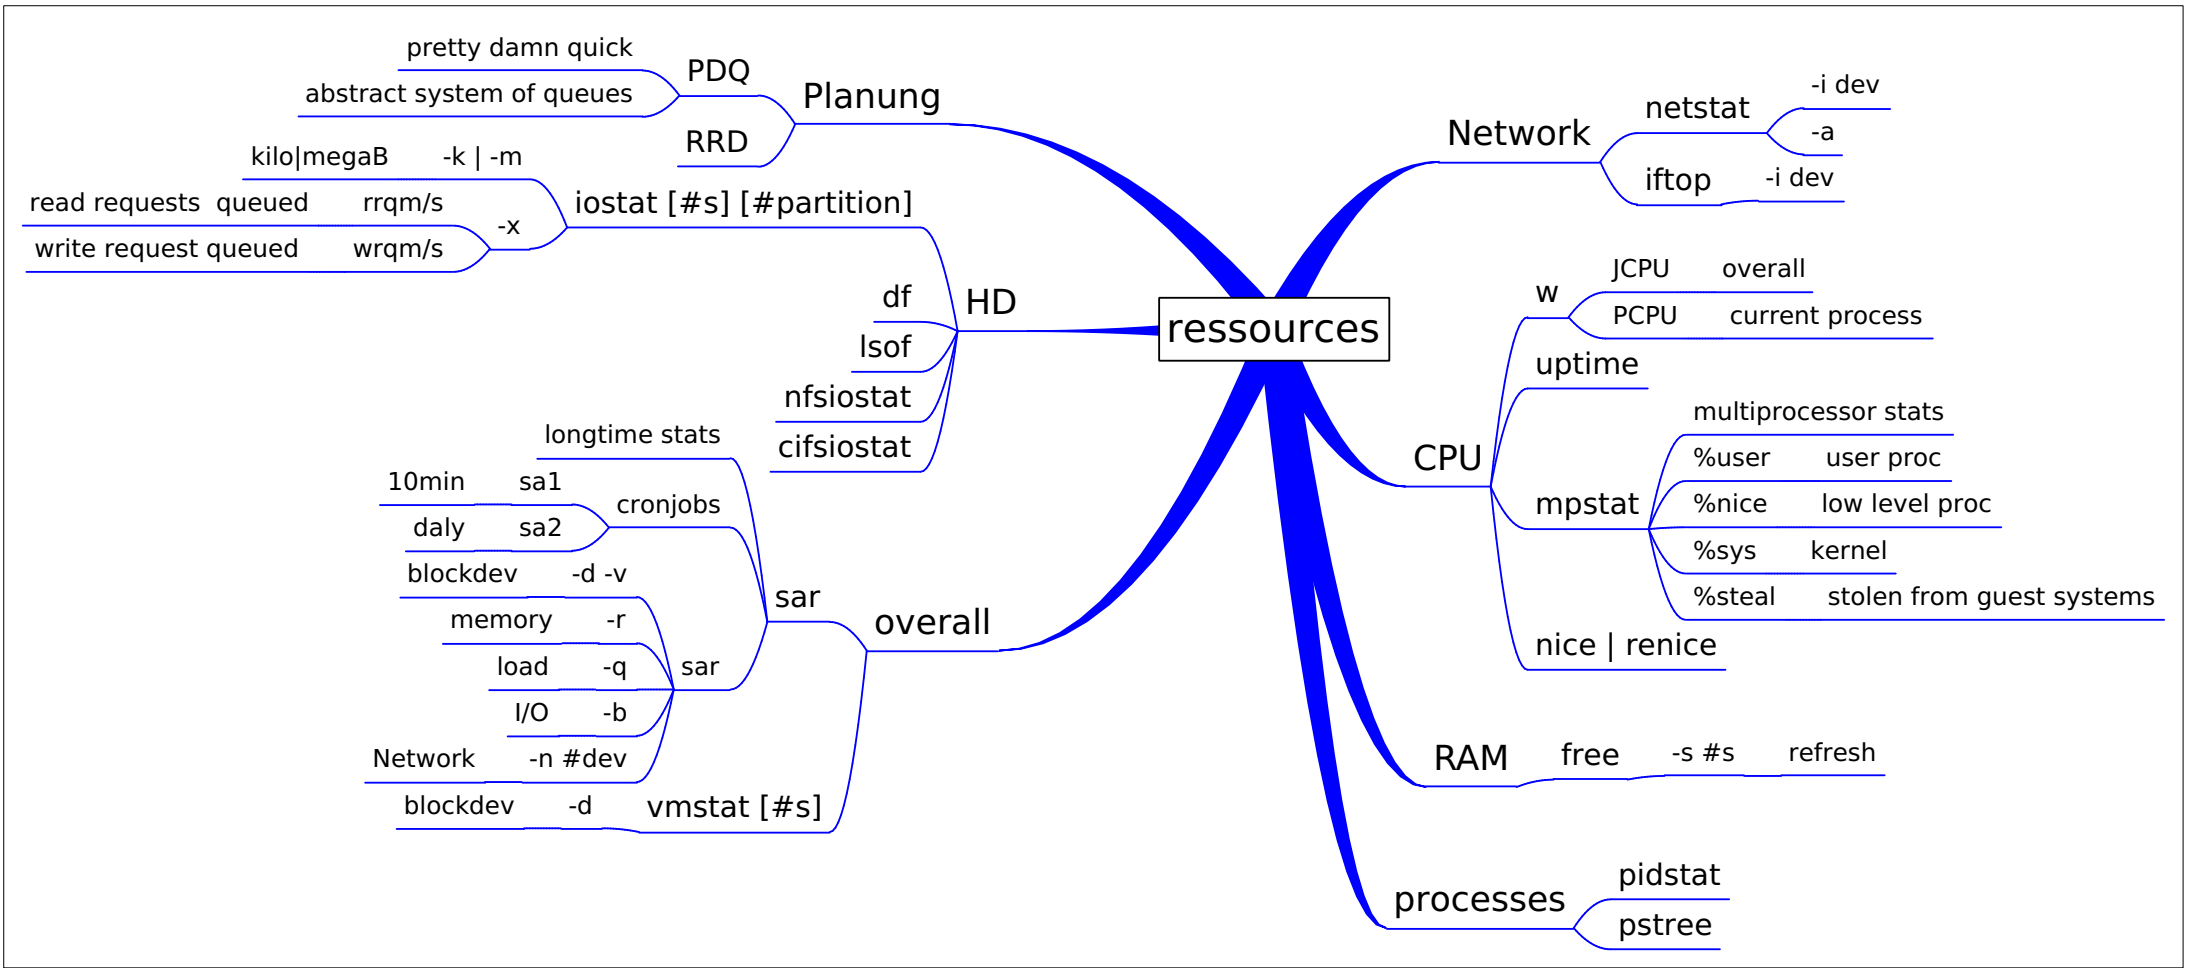 ressources
Planung
PDQ
pretty damn quick
abstract system of queues
RRD
HD
iostat [#s] [#partition]
kilo|megaB -k | -m
-x
read requests queued rrqm/s
write request queued wrqm/s
df
lsof
nfsiostat
cifsiostat
overall
sar
longtime stats
cronjobs
10min sa1
daly sa2
sar
blockdev -d -v
memory -r
load -q
I/O -b
Network -n #dev
vmstat [#s]
blockdev -d
Network
netstat
-i dev
-a
iftop -i dev
CPU
w
JCPU overall
PCPU current process
uptime
mpstat
multiprocessor stats
%user user proc
%nice low level proc
%sys kernel
%steal stolen from guest systems
nice | renice
RAM free -s #s refresh
processes
pidstat
pstree